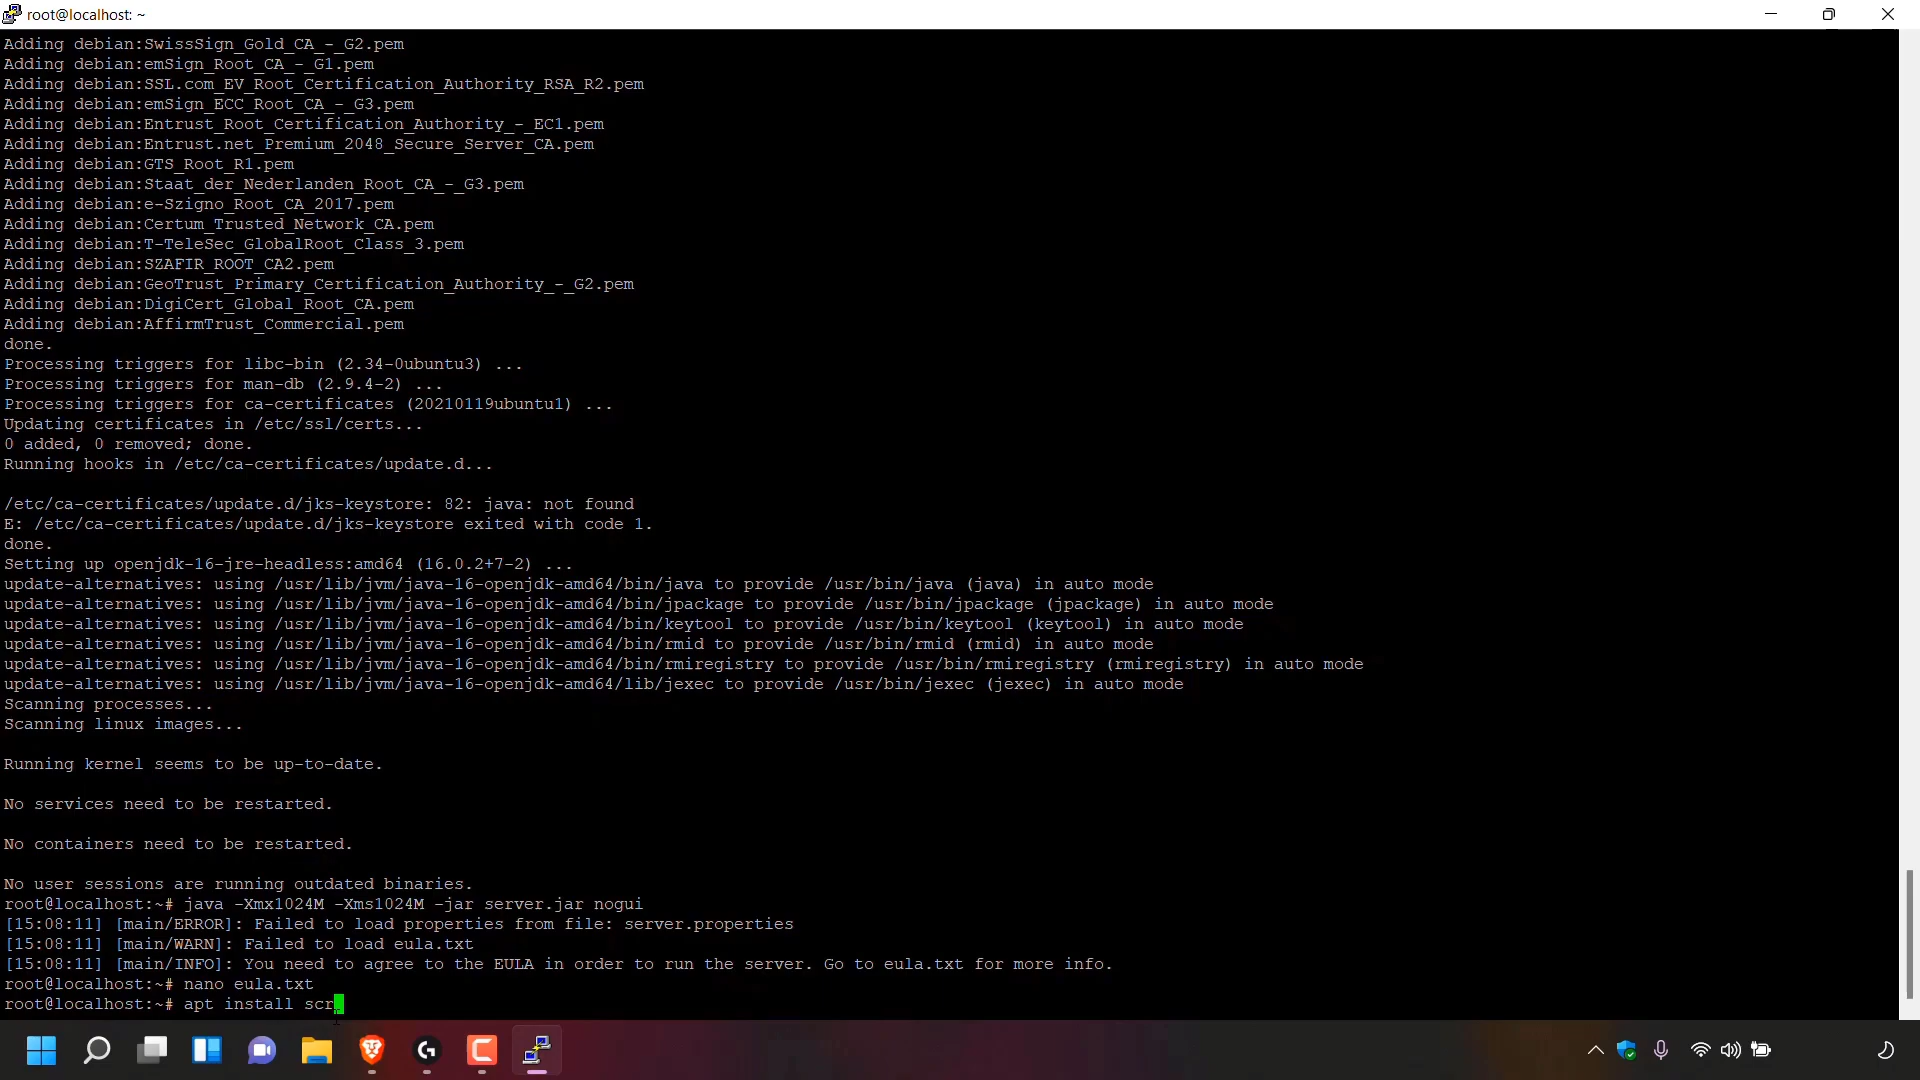 root@localhost: ~
Adding debian:SwissSign_Gold_CA_-_G2.pem
Adding debian:emSign_Root_CA_-_G1.pem
Adding debian:SSL.com_EV_Root_Certification_Authority_RSA_R2.pem
Adding debian:emSign_ECC_Root_CA_-_G3.pem
Adding debian:Entrust_Root_Certification_Authority_-_EC1.pem
Adding debian:Entrust.net_Premium_2048_Secure_Server_CA.pem
Adding debian:GTS_Root_R1.pem
Adding debian:Staat_der_Nederlanden_Root_CA_-_G3.pem
Adding debian:e-Szigno_Root_CA_2017.pem
Adding debian:Certum_Trusted_Network_CA.pem
Adding debian:T-TeleSec_GlobalRoot_Class_3.pem
Adding debian:SZAFIR_ROOT_CA2.pem
Adding debian:GeoTrust_Primary_Certification_Authority_-_G2.pem
Adding debian:DigiCert_Global_Root_CA.pem
Adding debian:AffirmTrust_Commercial.pem
done.
Processing triggers for libc-bin (2.34-0ubuntu3) ...
Processing triggers for man-db (2.9.4-2) ...
Processing triggers for ca-certificates (20210119ubuntu1) ...
Updating certificates in /etc/ssl/certs...
0 added, 0 removed; done.
Running hooks in /etc/ca-certificates/update.d...
/etc/ca-certificates/update.d/jks-keystore: 82: java: not found
E: /etc/ca-certificates/update.d/jks-keystore exited with code 1.
done.
Setting up openjdk-16-jre-headless:amd64 (16.0.2+7-2) ...
update-alternatives: using /usr/lib/jvm/java-16-openjdk-amd64/bin/java to provide /usr/bin/java (java) in auto mode
update-alternatives: using /usr/lib/jvm/java-16-openjdk-amd64/bin/jpackage to provide /usr/bin/jpackage (jpackage) in auto mode
update-alternatives: using /usr/lib/jvm/java-16-openjdk-amd64/bin/keytool to provide /usr/bin/keytool (keytool) in auto mode
update-alternatives: using /usr/lib/jvm/java-16-openjdk-amd64/bin/rmid to provide /usr/bin/rmid (rmid) in auto mode
update-alternatives: using /usr/lib/jvm/java-16-openjdk-amd64/bin/rmiregistry to provide /usr/bin/rmiregistry (rmiregistry) in auto mode
update-alternatives: using /usr/lib/jvm/java-16-openjdk-amd64/lib/jexec to provide /usr/bin/jexec (jexec) in auto mode
Scanning processes...
Scanning linux images...
Running kernel seems to be up-to-date.
No services need to be restarted.
No containers need to be restarted.
No user sessions are running outdated binaries.
root@localhost:~# java -Xmx1024M -Xms1024M -jar server.jar nogui
[15:08:11] [main/ERROR]: Failed to load properties from file: server.properties
[15:08:11] [main/WARN]: Failed to load eula.txt
[15:08:11] [main/INFO]: You need to agree to the EULA in order to run the server. Go to eula.txt for more info.
root@localhost:~# nano eula.txt
root@localhost:~# apt install scr